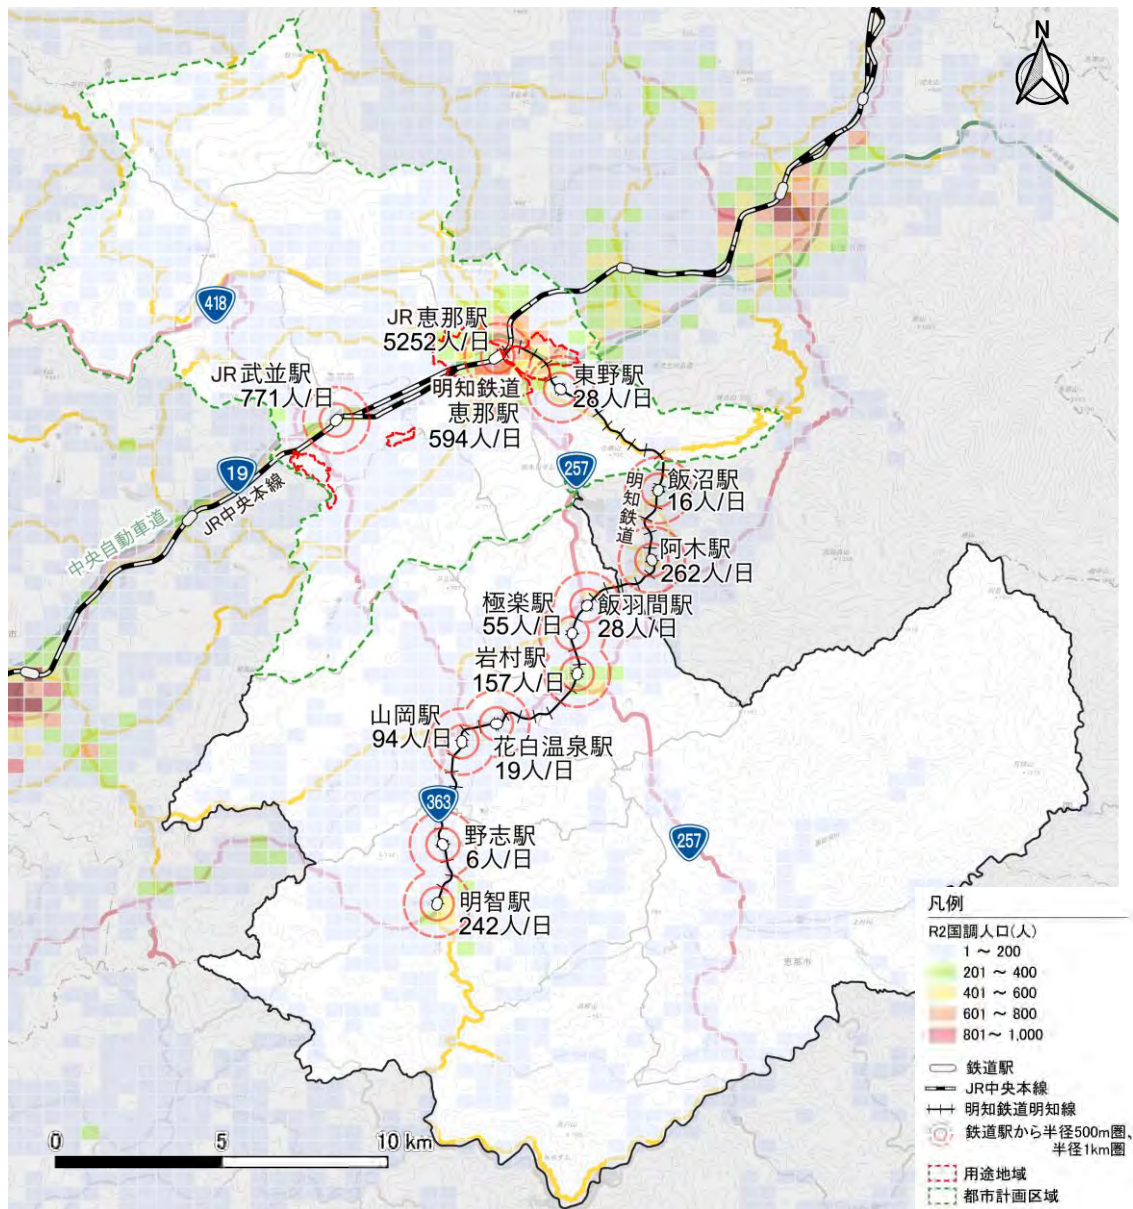 N
418
JR恵那駅
5252人/日
JR武並駅
771人/日
明知鉄道
恵那駅
594人/日
東野駅
28人/日
19
JR中央本線
中央自動車道
257
明知鉄道
飯沼駅
16人/日
阿木駅
262人/日
極楽駅
55人/日
飯羽間駅
28人/日
岩村駅
157人/日
山岡駅
94人/日
花白温泉駅
19人/日
363
野志駅
6人/日
257
明智駅
242人/日
恵那市
0 5 10 km
凡例
R2国調人口(人)
1 ～ 200
201 ～ 400
401 ～ 600
601 ～ 800
801～ 1,000
鉄道駅
JR中央本線
明知鉄道明知線
鉄道駅から半径500m圏、
半径1km圏
用途地域
都市計画区域